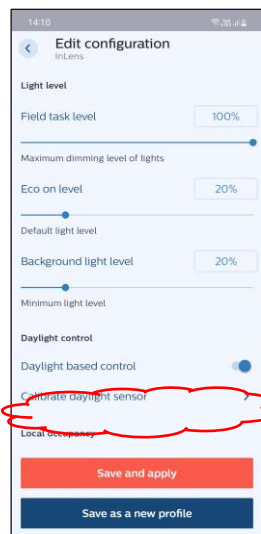 14:10
Edit configuration
InLens
Light level
Field task level 100%
Maximum dimming level of lights
Eco on level 20%
Default light level
Background light level 20%
Minimum light level
Daylight control
Daylight based control
Calibrate daylight sensor
Local occupancy
Save and apply
Save as a new profile